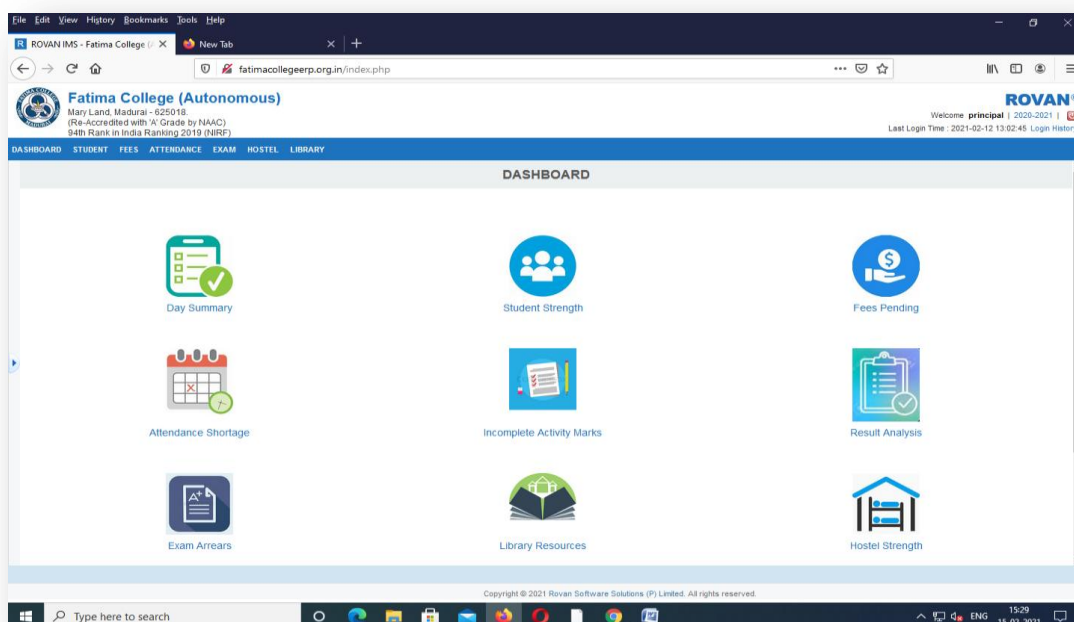 File Edit View History Bookmarks Tools Help
R ROVAN IMS - Fatima College (A
New Tab
fatimacollegeerp.org.in/index.php
Fatima College (Autonomous)
Mary Land, Madurai - 625018.
(Re-Accredited with 'A' Grade by NAAC)
94th Rank in India Ranking 2019 (NIRF)
ROVAN®
Welcome principal | 2020-2021 |
Last Login Time : 2021-02-12 13:02:45 Login Histor
DASHBOARD STUDENT FEES ATTENDANCE EXAM HOSTEL LIBRARY
DASHBOARD
Day Summary
Student Strength
Fees Pending
Attendance Shortage
Incomplete Activity Marks
Result Analysis
A+
Exam Arrears
Library Resources
Hostel Strength
Copyright © 2021 Rovan Software Solutions (P) Limited. All rights reserved.
Type here to search
ENG
15:29
15-02-2021